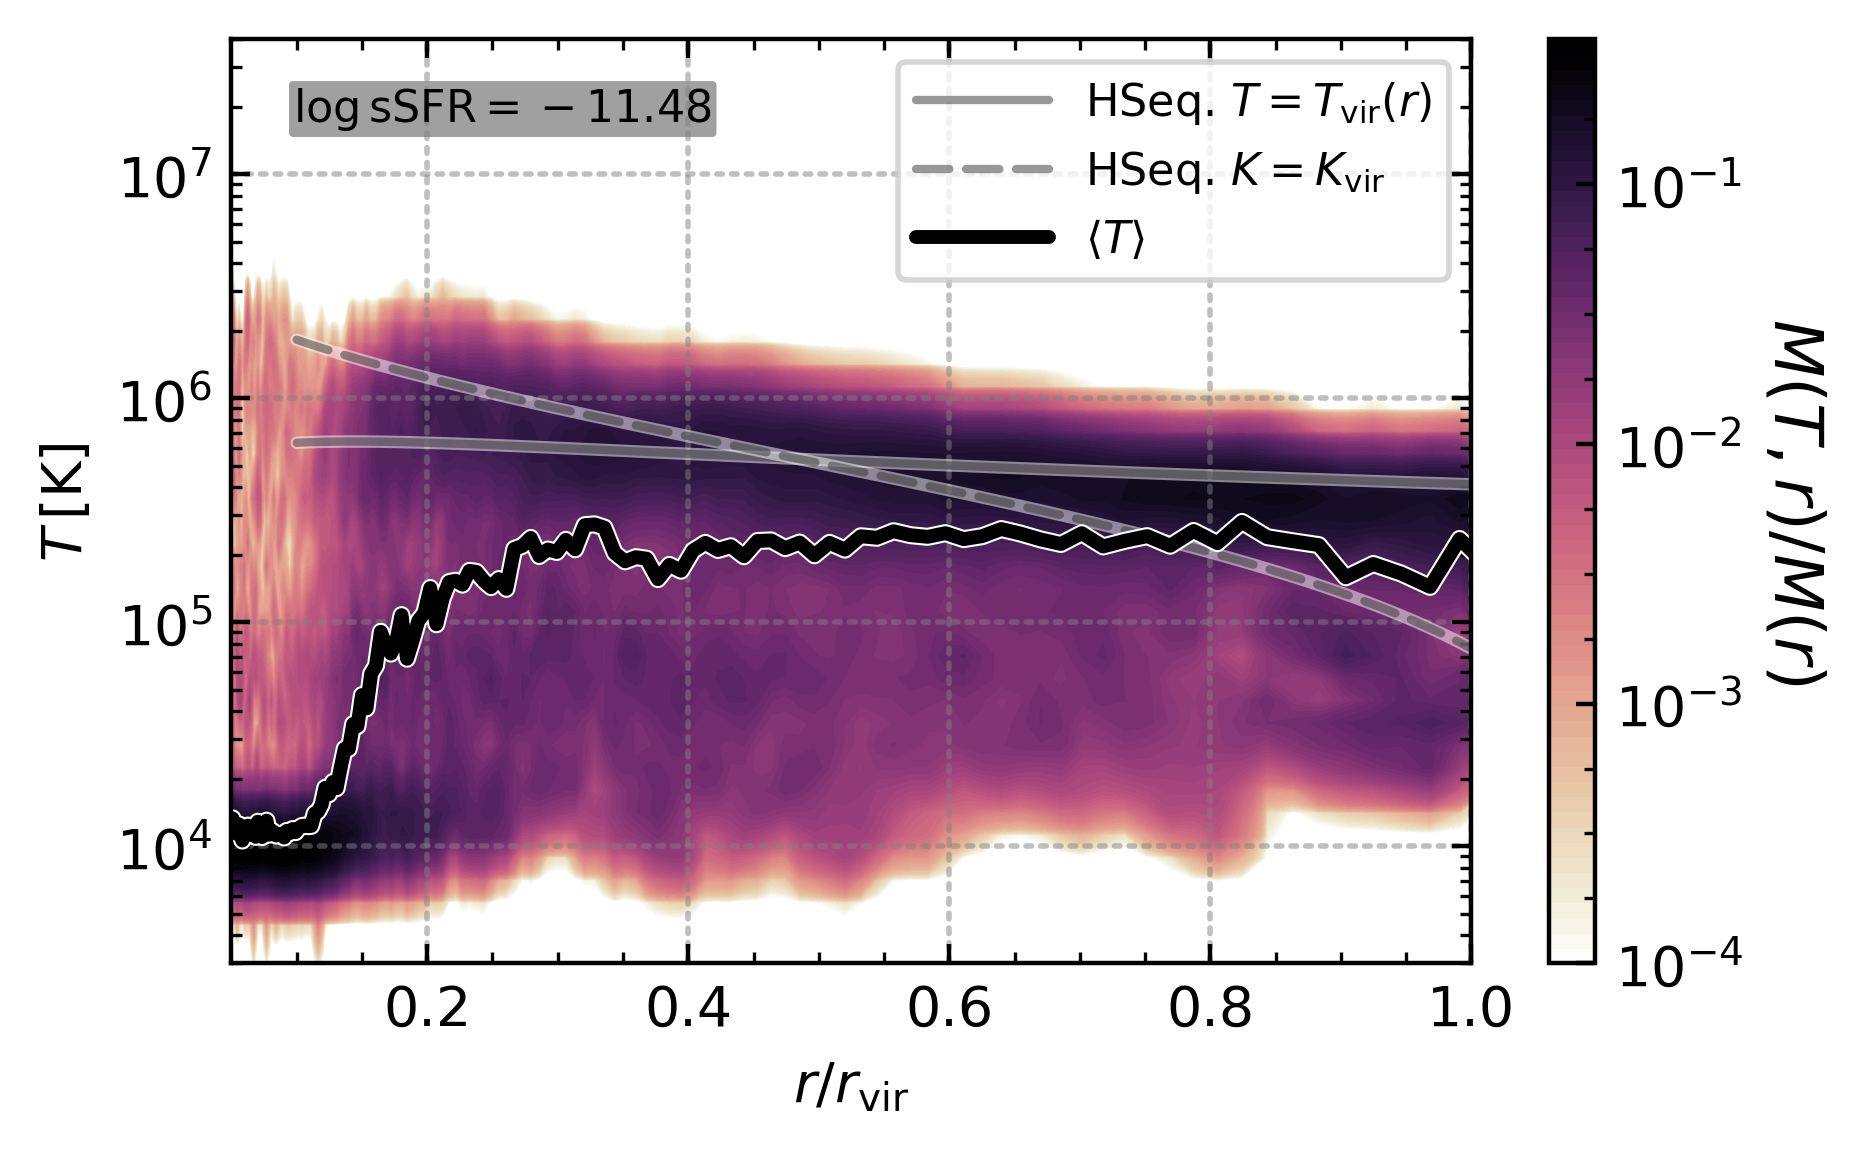 log sSFR = −11.48
HSeq. T = T_vir(r)
HSeq. K = K_vir
⟨T⟩
10^7
10^6
10^5
10^4
T [K]
0.2 0.4 0.6 0.8 1.0
r/r_vir
10^−1
10^−2
10^−3
10^−4
M(T, r)/M(r)